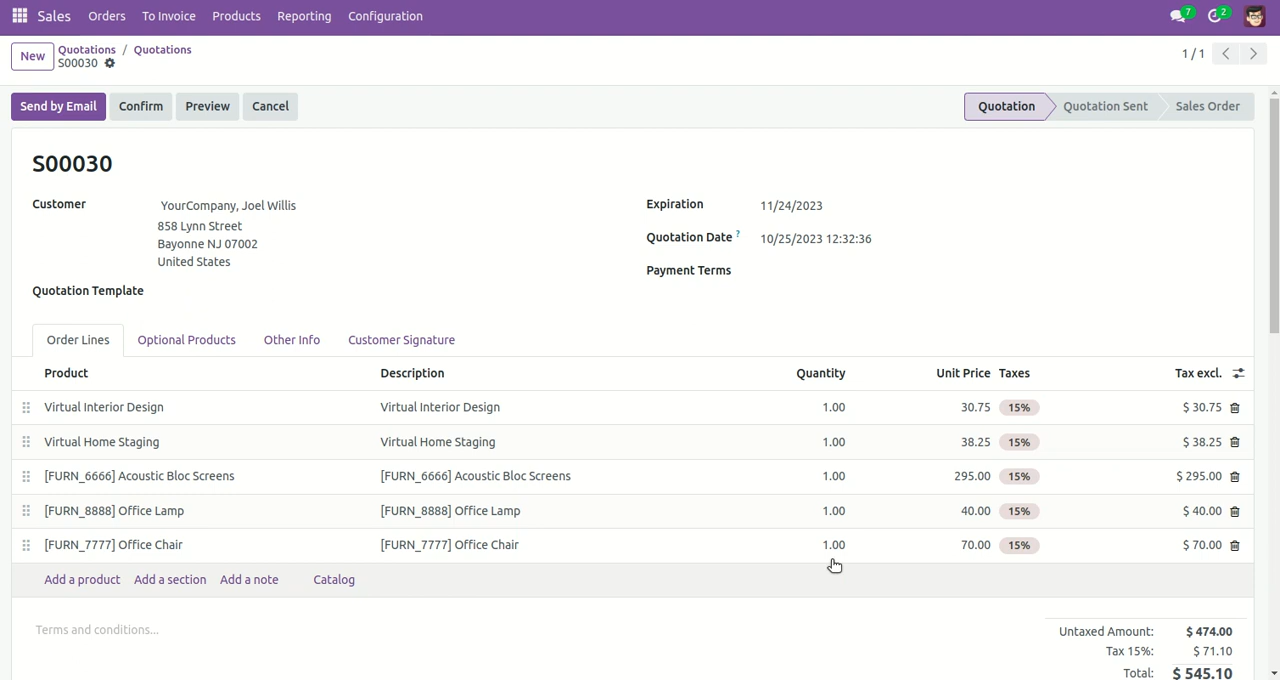 Sales Orders To Invoice Products Reporting Configuration 7 2
New Quotations / Quotations
S00030
1 / 1
Send by Email Confirm Preview Cancel Quotation Quotation Sent Sales Order
S00030
Customer YourCompany, Joel Willis
858 Lynn Street
Bayonne NJ 07002
United States
Quotation Template
Expiration 11/24/2023
Quotation Date ? 10/25/2023 12:32:36
Payment Terms
Order Lines Optional Products Other Info Customer Signature
Product Description Quantity Unit Price Taxes Tax excl.
Virtual Interior Design Virtual Interior Design 1.00 30.75 15% $ 30.75
Virtual Home Staging Virtual Home Staging 1.00 38.25 15% $ 38.25
[FURN_6666] Acoustic Bloc Screens [FURN_6666] Acoustic Bloc Screens 1.00 295.00 15% $ 295.00
[FURN_8888] Office Lamp [FURN_8888] Office Lamp 1.00 40.00 15% $ 40.00
[FURN_7777] Office Chair [FURN_7777] Office Chair 1.00 70.00 15% $ 70.00
Add a product Add a section Add a note Catalog
Terms and conditions...
Untaxed Amount: $ 474.00
Tax 15%: $ 71.10
Total: $ 545.10